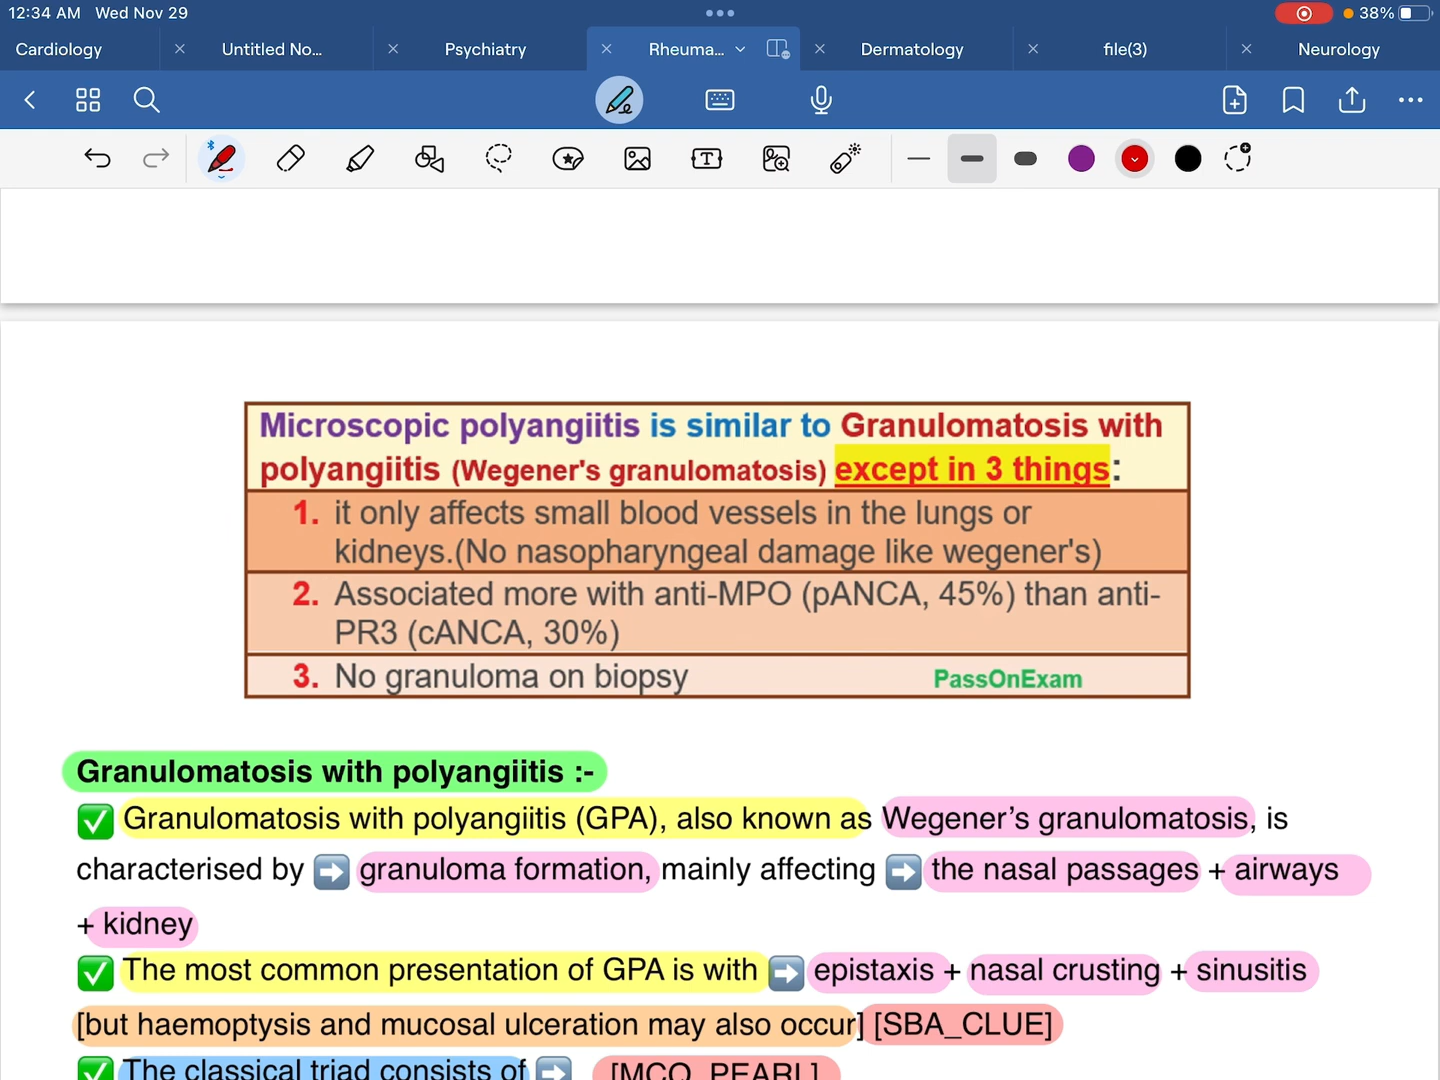 12:34 AM Wed Nov 29
38%
Cardiology
Untitled No...
Psychiatry
Rheuma...
Dermatology
file(3)
Neurology
Microscopic polyangiitis is similar to Granulomatosis with
polyangiitis (Wegener's granulomatosis) except in 3 things:
1. it only affects small blood vessels in the lungs or
kidneys.(No nasopharyngeal damage like wegener's)
2. Associated more with anti-MPO (pANCA, 45%) than anti-
PR3 (cANCA, 30%)
3. No granuloma on biopsy PassOnExam
Granulomatosis with polyangiitis :-
✅ Granulomatosis with polyangiitis (GPA), also known as Wegener’s granulomatosis, is
characterised by ➡️ granuloma formation, mainly affecting ➡️ the nasal passages + airways
+ kidney
✅ The most common presentation of GPA is with ➡️ epistaxis + nasal crusting + sinusitis
[but haemoptysis and mucosal ulceration may also occur] [SBA_CLUE]
✅ The classical triad consists of ➡️ [MCQ_PEARL]